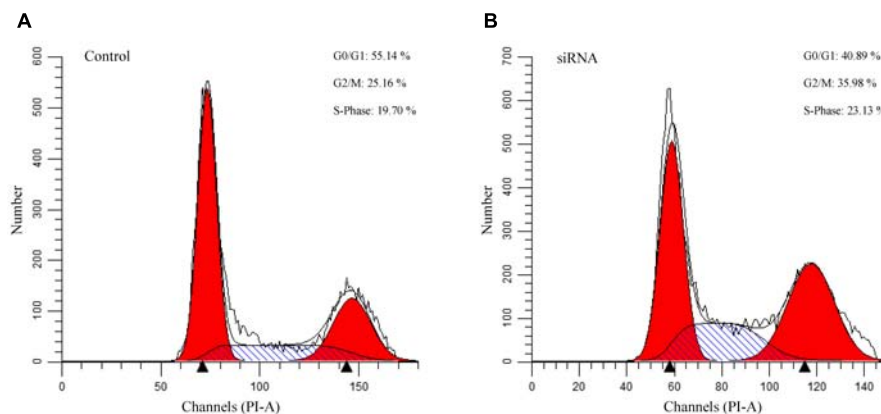 A
Control
G0/G1: 55.14 %
G2/M: 25.16 %
S-Phase: 19.70 %
Number
600
500
400
300
200
100
0
0 50 100 150
Channels (PI-A)
B
siRNA
G0/G1: 40.89 %
G2/M: 35.98 %
S-Phase: 23.13 %
Number
700
600
500
400
300
200
100
0
0 20 40 60 80 100 120 140
Channels (PI-A)